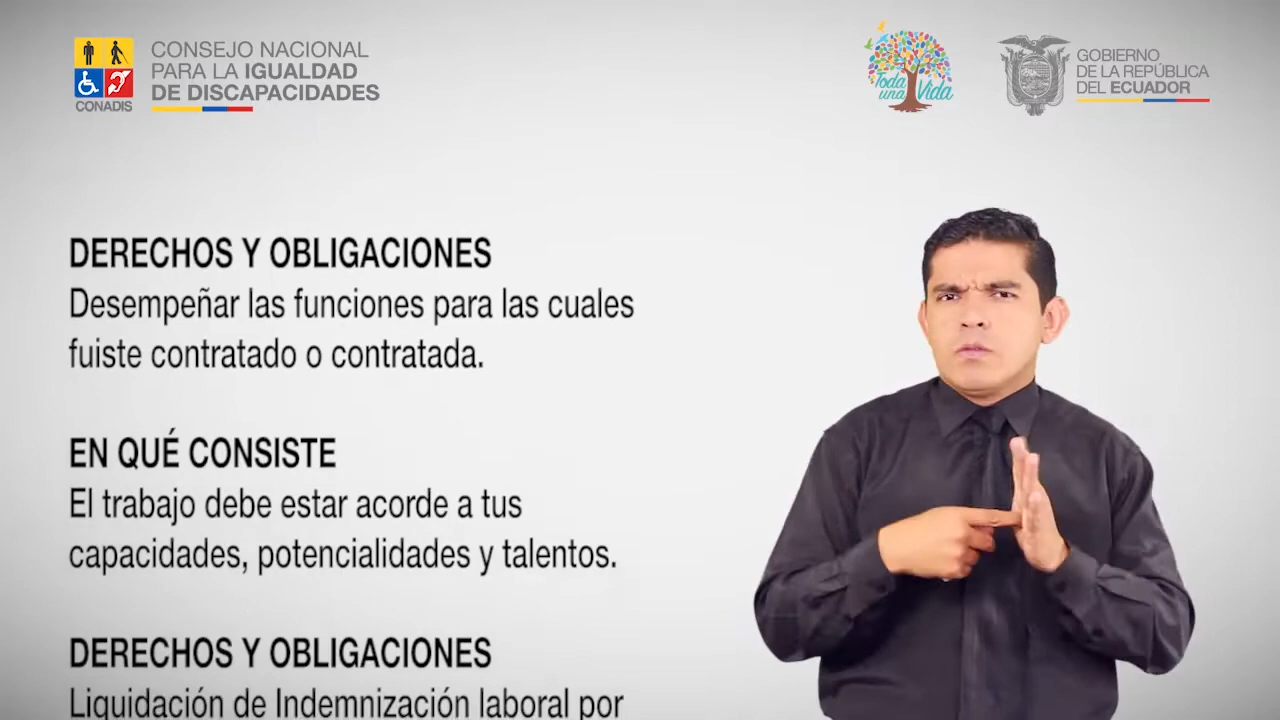 CONSEJO NACIONAL
PARA LA IGUALDAD
DE DISCAPACIDADES
CONADIS
Toda
una Vida
GOBIERNO
DE LA REPÚBLICA
DEL ECUADOR
DERECHOS Y OBLIGACIONES
Desempeñar las funciones para las cuales
fuiste contratado o contratada.
EN QUÉ CONSISTE
El trabajo debe estar acorde a tus
capacidades, potencialidades y talentos.
DERECHOS Y OBLIGACIONES
Liquidación de Indemnización laboral por